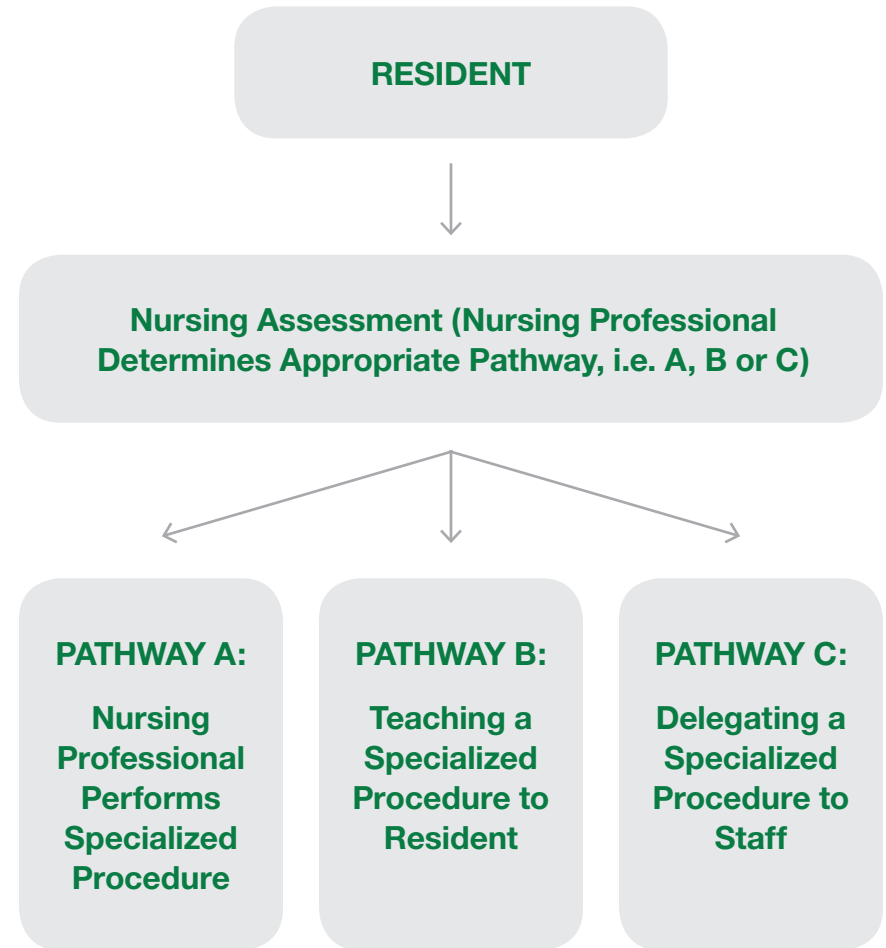 RESIDENT
Nursing Assessment (Nursing Professional
Determines Appropriate Pathway, i.e. A, B or C)
PATHWAY A:
Nursing
Professional
Performs
Specialized
Procedure
PATHWAY B:
Teaching a
Specialized
Procedure to
Resident
PATHWAY C:
Delegating a
Specialized
Procedure to
Staff